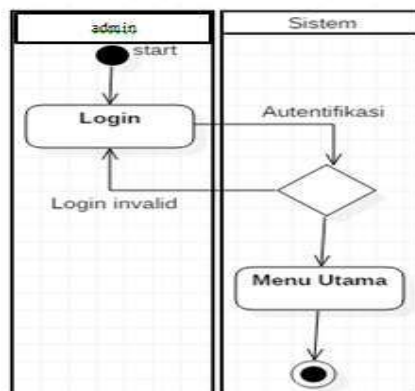 admin
Sistem
start
Login
Autentifikasi
Login invalid
Menu Utama